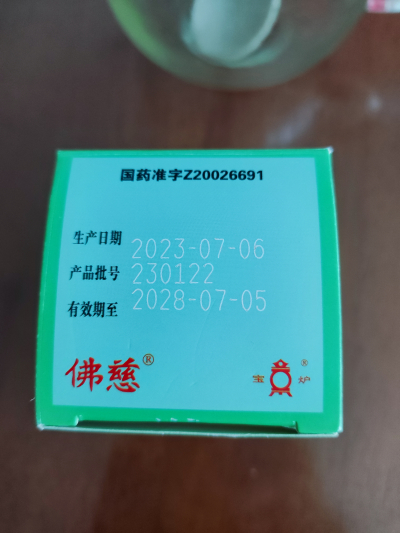 国药准字Z20026691
生产日期 2023-07-06
产品批号 230122
有效期至 2028-07-05
佛慈® 宝炉®